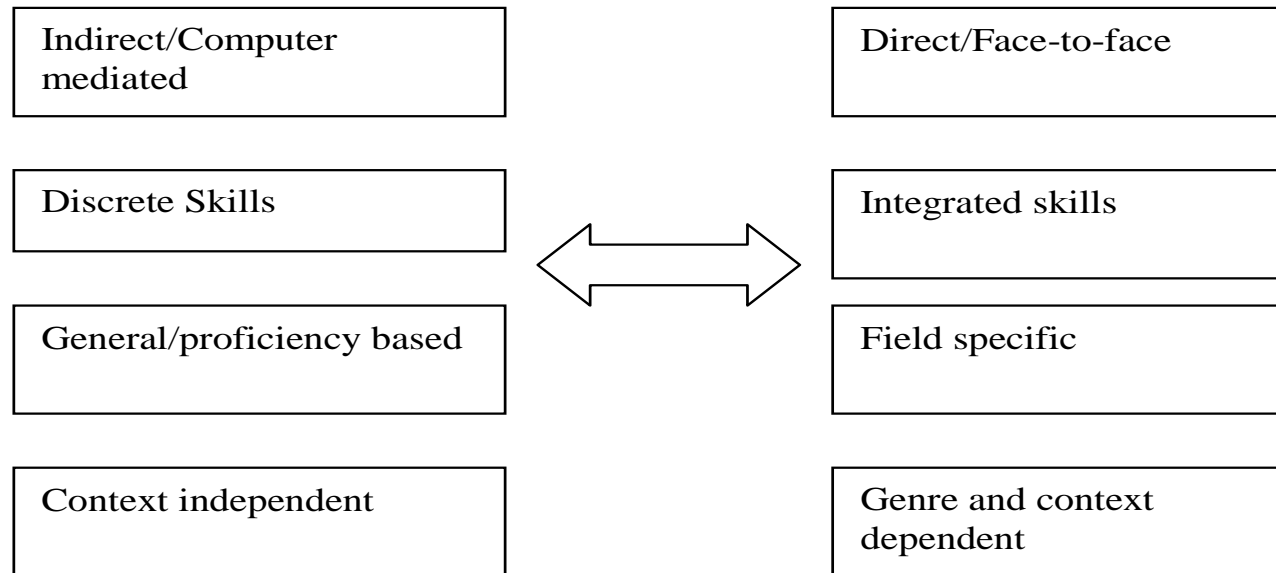 Indirect/Computer
mediated
Direct/Face-to-face
Discrete Skills
Integrated skills
General/proficiency based
Field specific
Context independent
Genre and context
dependent